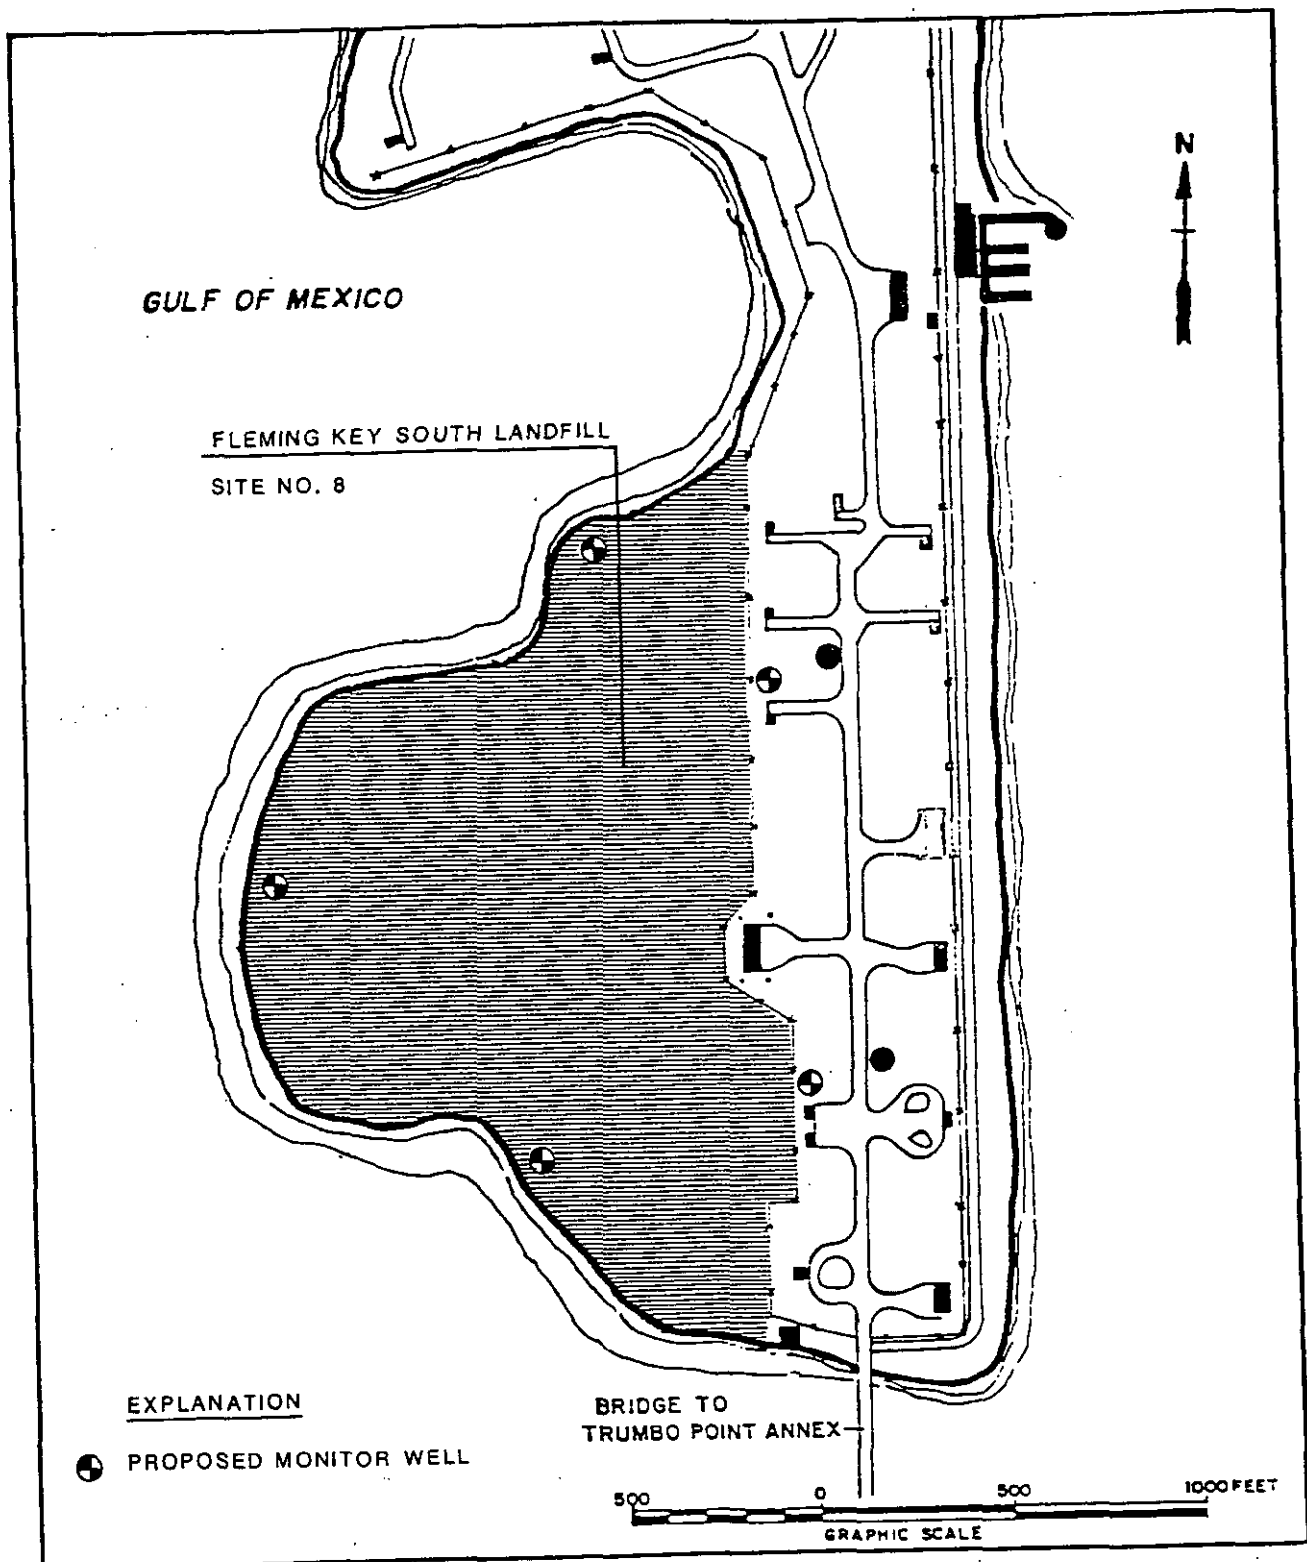 N
GULF OF MEXICO
FLEMING KEY SOUTH LANDFILL
SITE NO. 8
EXPLANATION
PROPOSED MONITOR WELL
BRIDGE TO
TRUMBO POINT ANNEX
500 0 500 1000 FEET
GRAPHIC SCALE